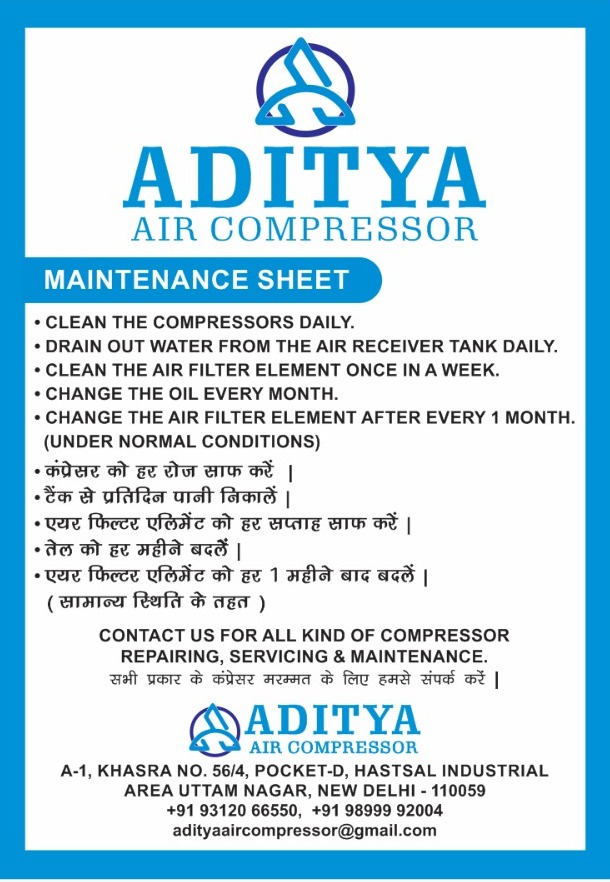 ADITYA
AIR COMPRESSOR
MAINTENANCE SHEET
• CLEAN THE COMPRESSORS DAILY.
• DRAIN OUT WATER FROM THE AIR RECEIVER TANK DAILY.
• CLEAN THE AIR FILTER ELEMENT ONCE IN A WEEK.
• CHANGE THE OIL EVERY MONTH.
• CHANGE THE AIR FILTER ELEMENT AFTER EVERY 1 MONTH.
(UNDER NORMAL CONDITIONS)
• कंप्रेसर को हर रोज साफ करें |
• टैंक से प्रतिदिन पानी निकालें |
• एयर फिल्टर एलिमेंट को हर सप्ताह साफ करें |
• तेल को हर महीने बदलें |
• एयर फिल्टर एलिमेंट को हर 1 महीने बाद बदलें |
( सामान्य स्थिति के तहत )
CONTACT US FOR ALL KIND OF COMPRESSOR
REPAIRING, SERVICING & MAINTENANCE.
सभी प्रकार के कंप्रेसर मरम्मत के लिए हमसे संपर्क करें |
ADITYA
AIR COMPRESSOR
A-1, KHASRA NO. 56/4, POCKET-D, HASTSAL INDUSTRIAL
AREA UTTAM NAGAR, NEW DELHI - 110059
+91 93120 66550, +91 9899 92004
adityaaircompressor@gmail.com